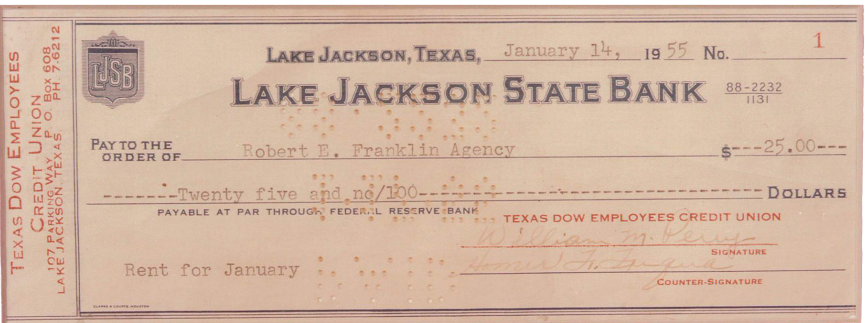 TEXAS DOW EMPLOYEES
CREDIT UNION
107 PARKING WAY P. O. BOX 608
LAKE JACKSON, TEXAS PH 7-6212
LJSB
LAKE JACKSON, TEXAS, January 14, 1955 No. 1
LAKE JACKSON STATE BANK 88-2232
1131
PAY TO THE
ORDER OF Robert E. Franklin Agency $---25.00---
-------Twenty five and no/100------------------------------ DOLLARS
PAYABLE AT PAR THROUGH FEDERAL RESERVE BANK
TEXAS DOW EMPLOYEES CREDIT UNION
William M. Perry
SIGNATURE
Rent for January
COUNTER-SIGNATURE